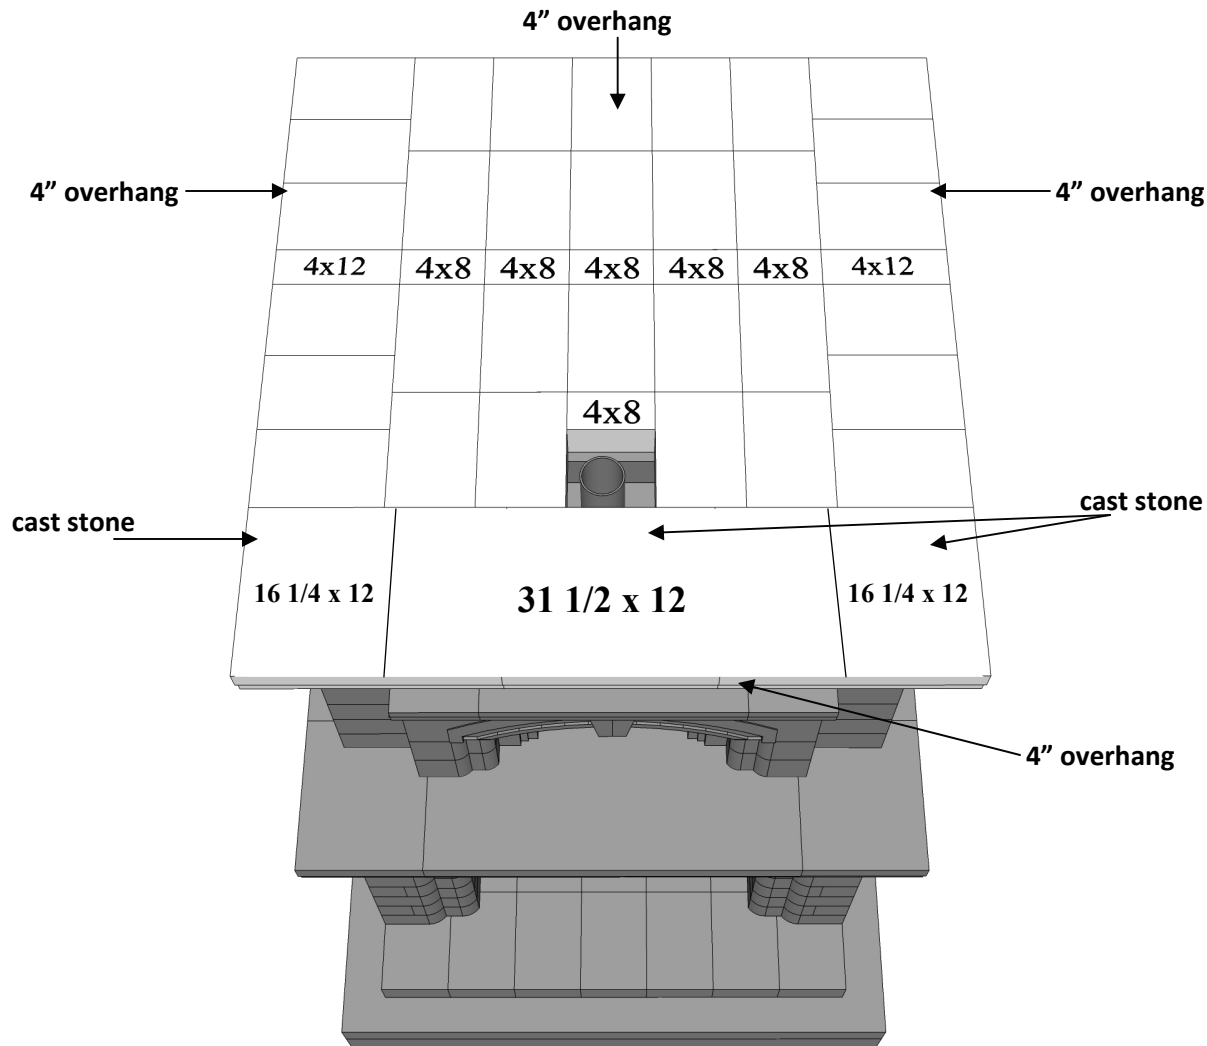 4” overhang
4” overhang
4” overhang
4x12 4x8 4x8 4x8 4x8 4x8 4x12
4x8
cast stone
cast stone
16 1/4 x 12 31 1/2 x 12 16 1/4 x 12
4” overhang